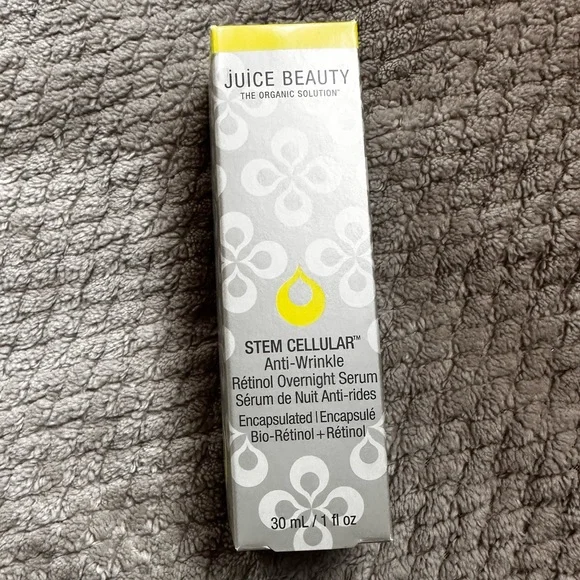 juice BEAUTY
THE ORGANIC SOLUTION™
STEM CELLULAR™
Anti-Wrinkle
Rétinol Overnight Serum
Sérum de Nuit Anti-rides
Encapsulated | Encapsulé
Bio-Rétinol + Rétinol
30 mL / 1 fl oz